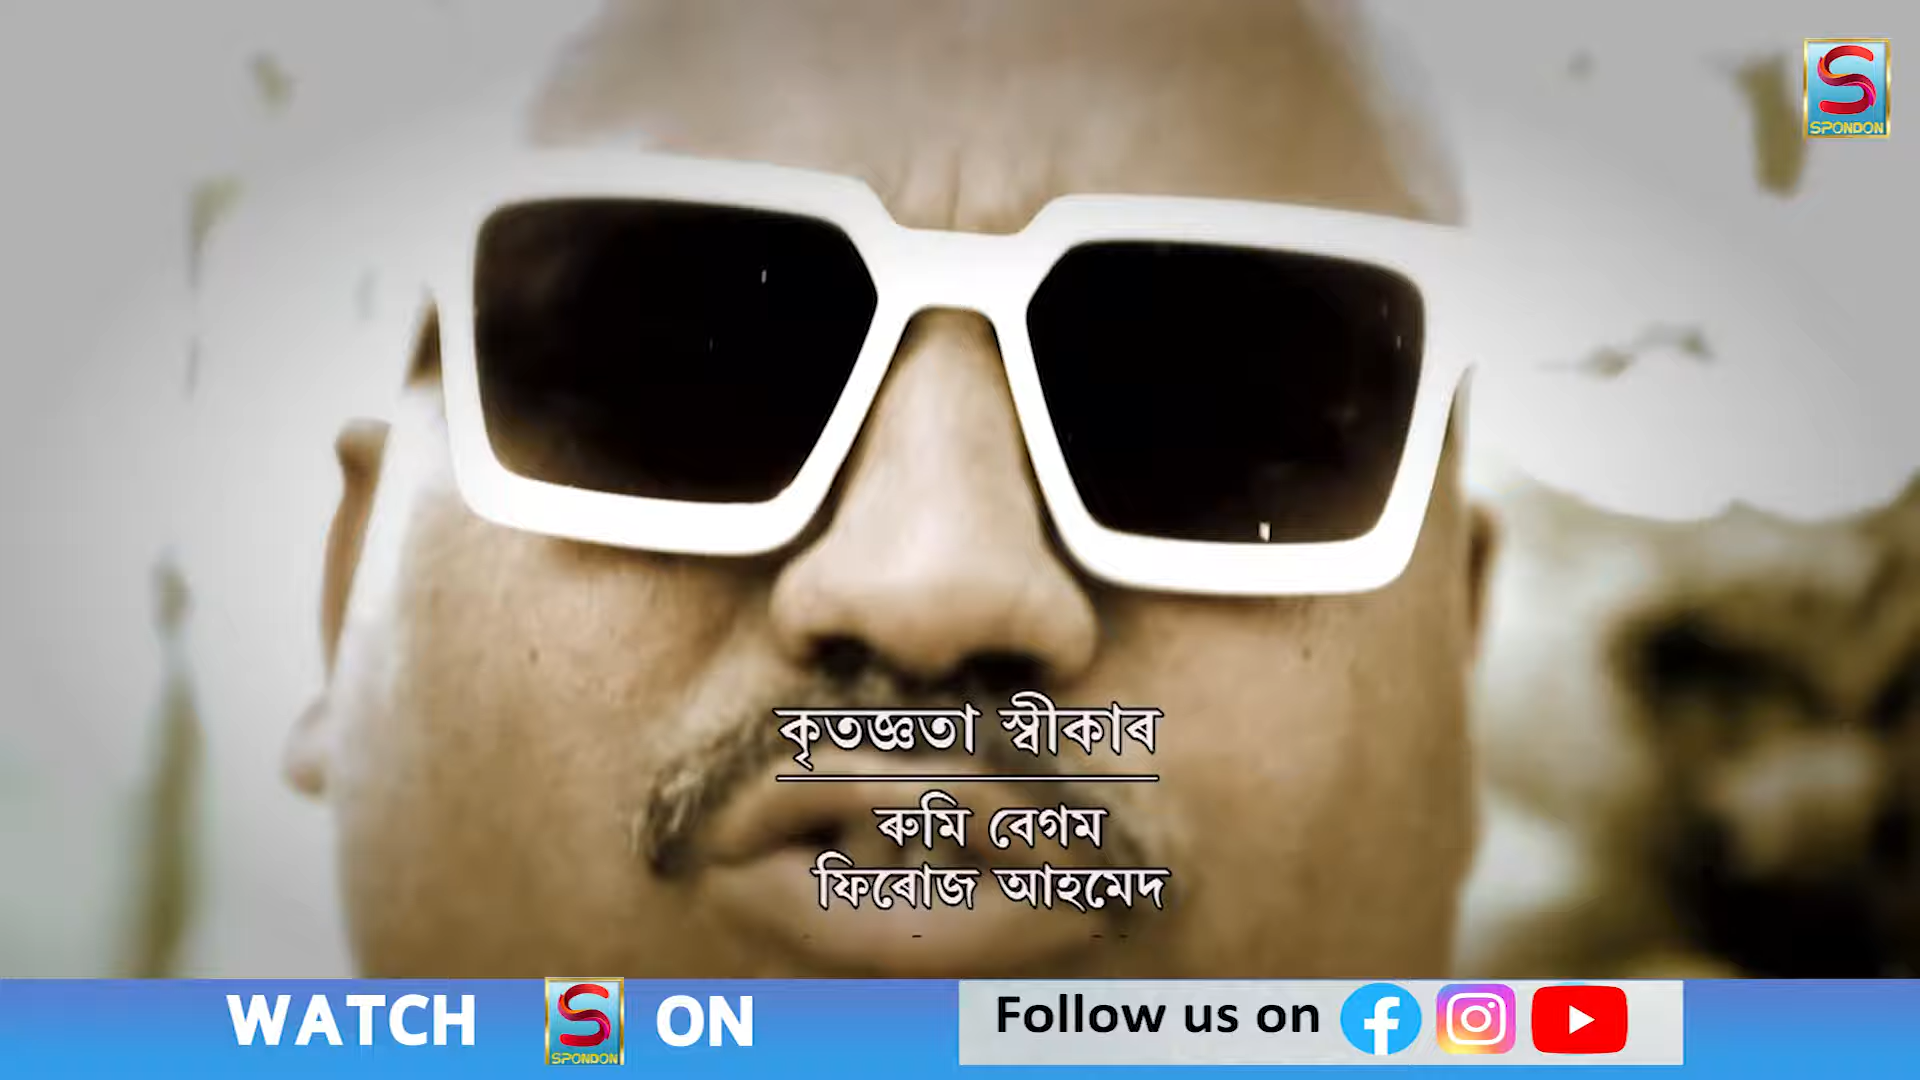 SPONDON
কৃতজ্ঞতা স্বীকাৰ
ৰুমি বেগম
ফিৰোজ আহমেদ
WATCH SPONDON ON
Follow us on